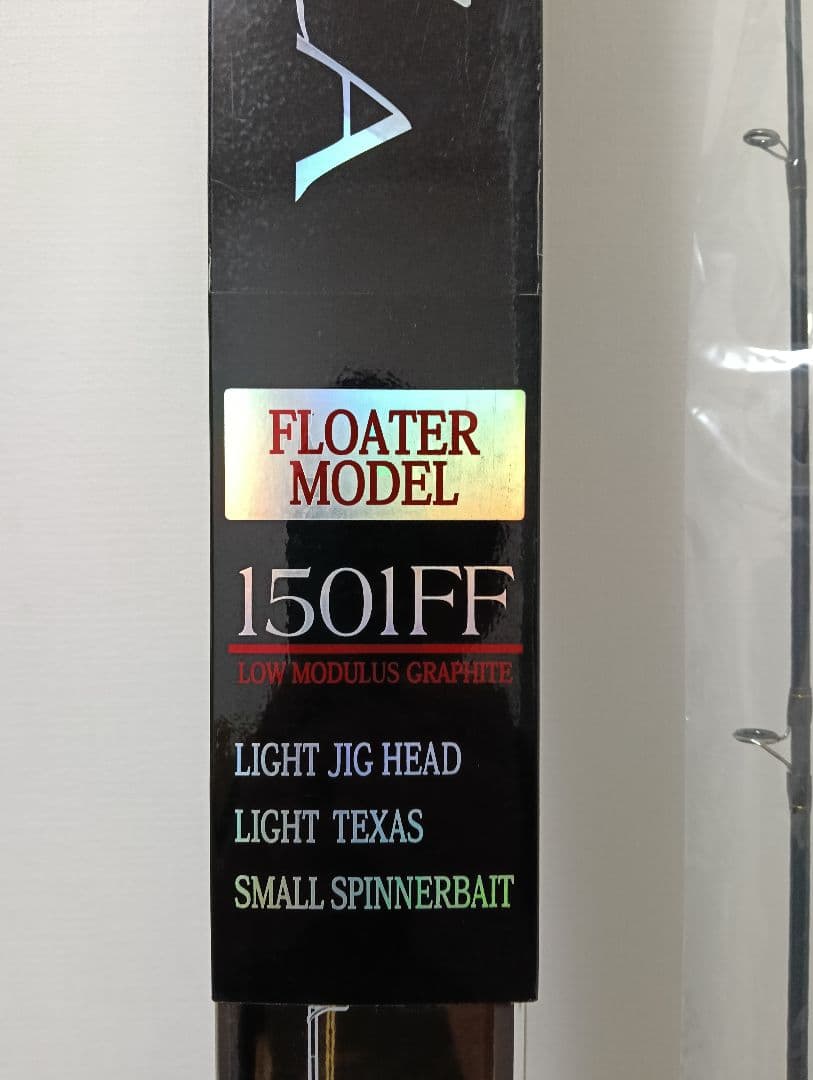 A
FLOATER
MODEL
1501FF
LOW MODULUS GRAPHITE
LIGHT JIG HEAD
LIGHT TEXAS
SMALL SPINNERBAIT